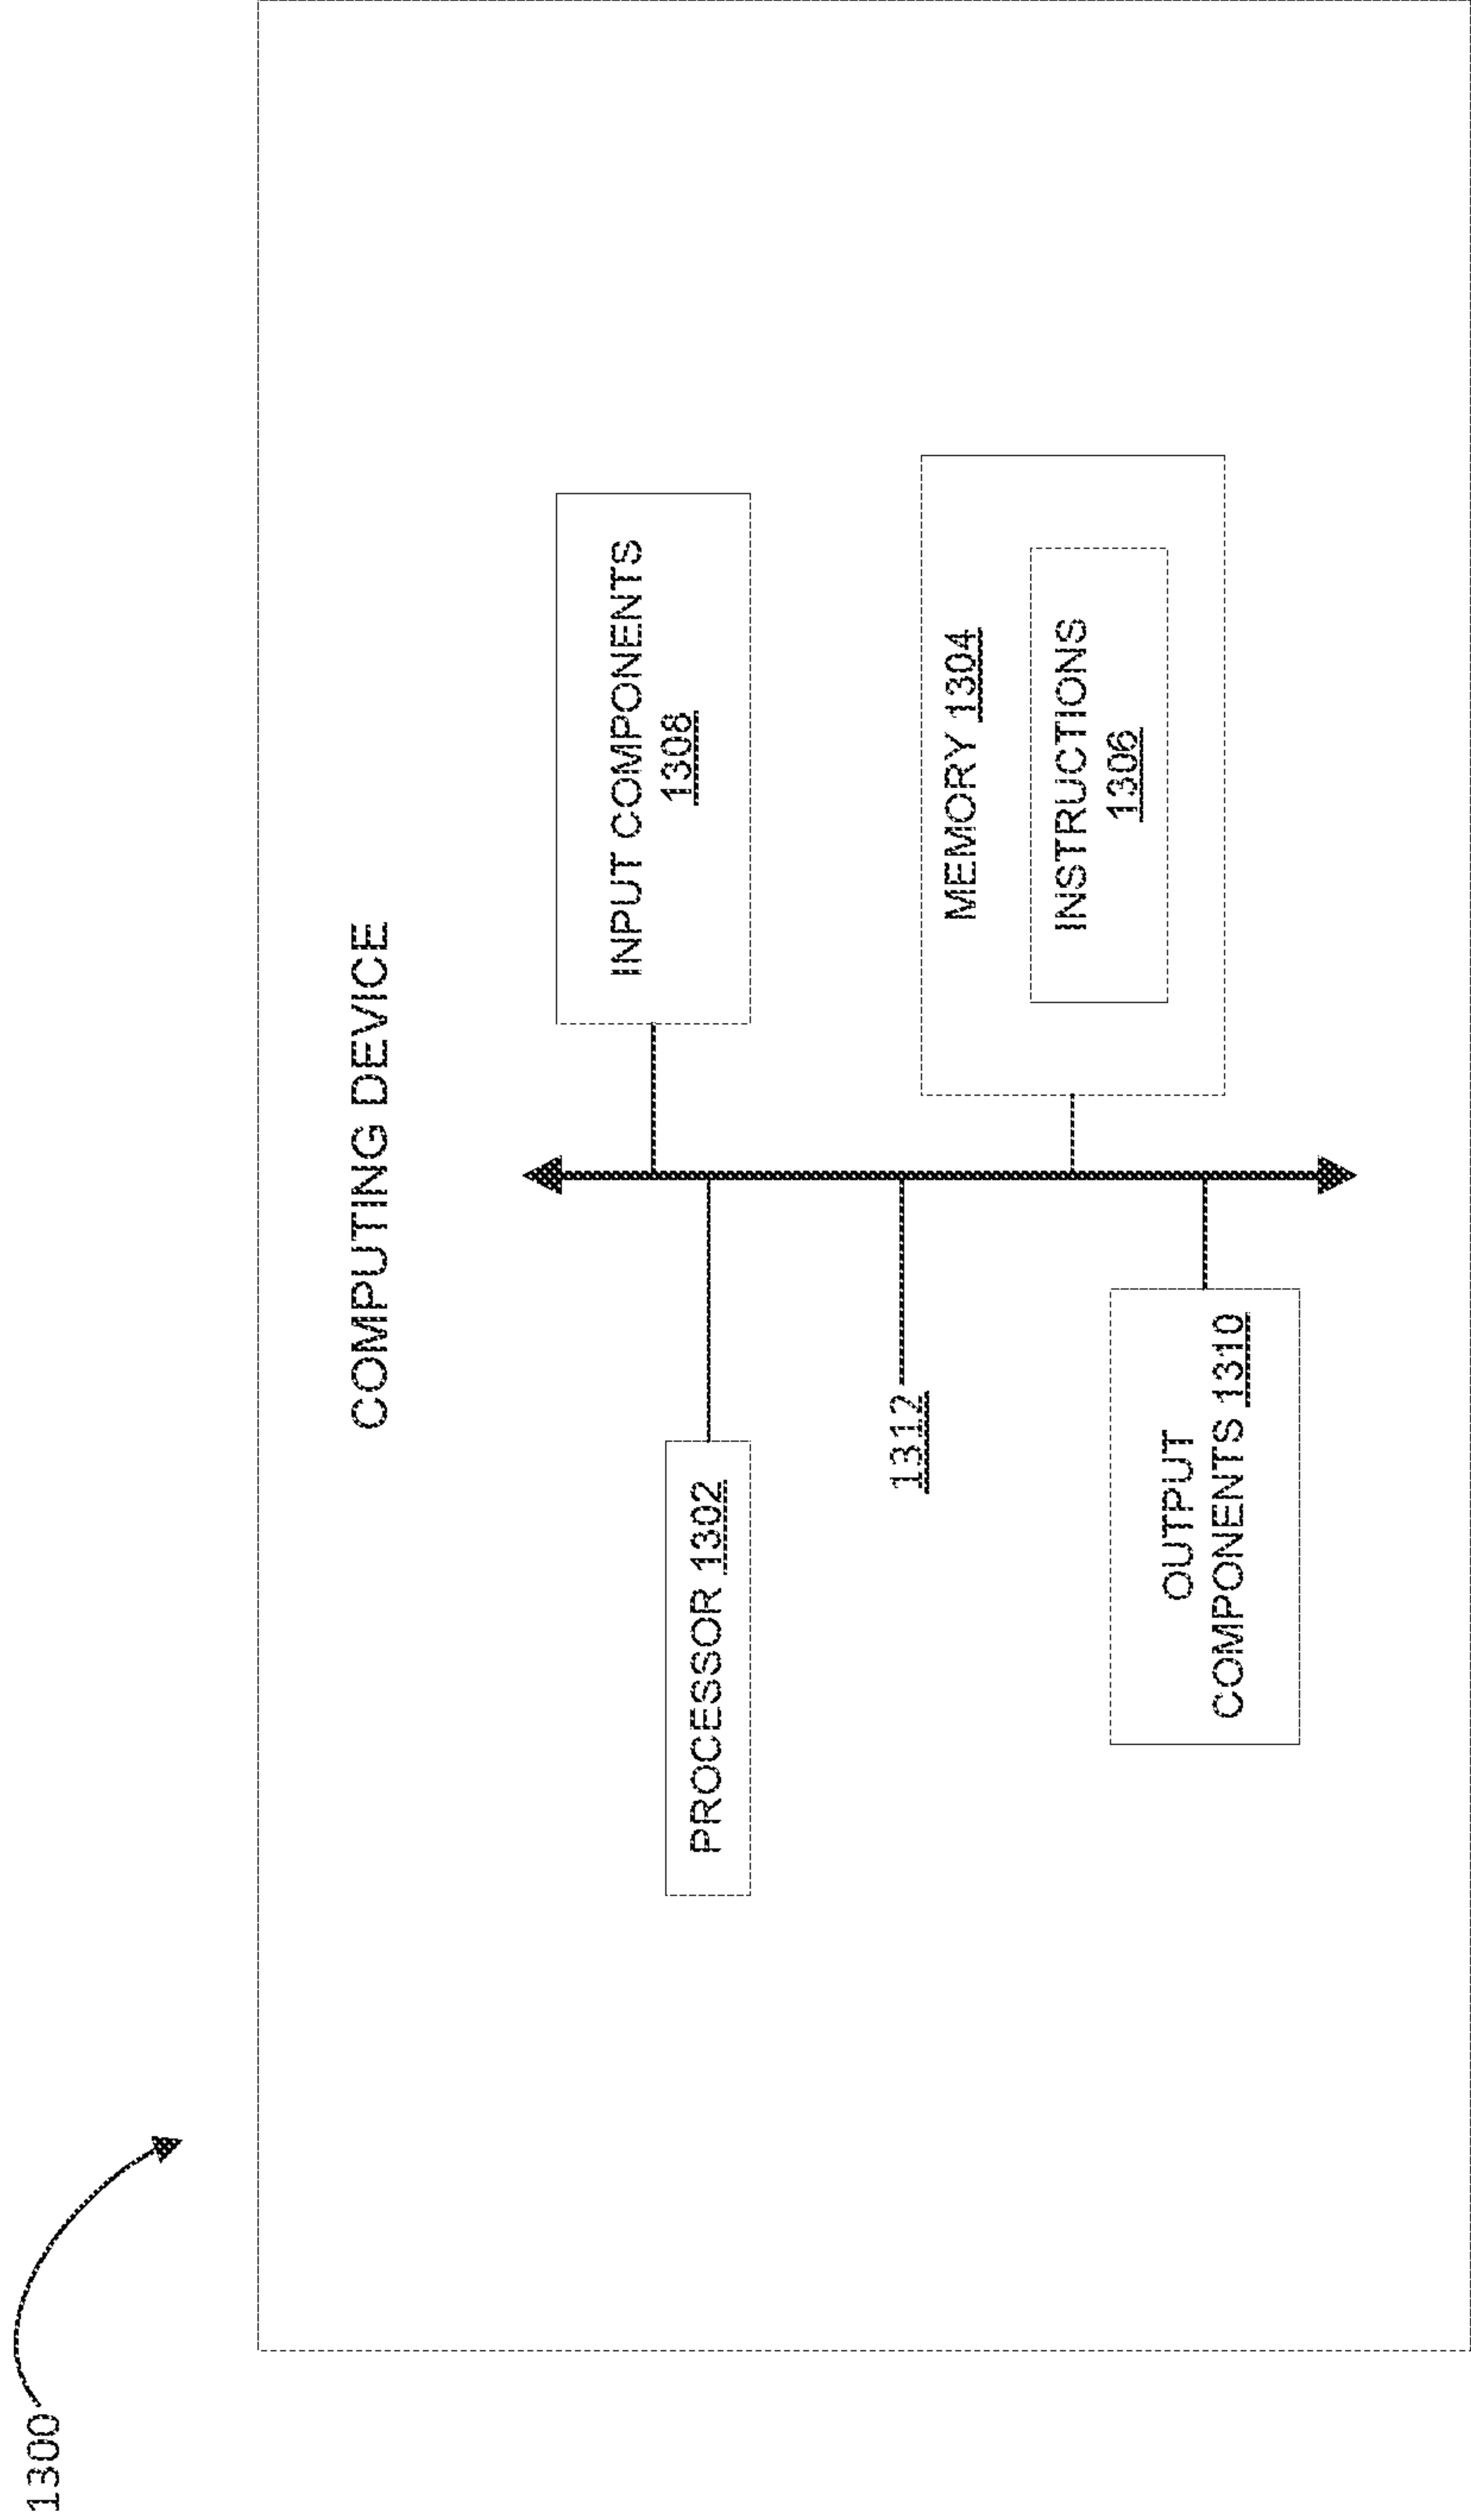 1300
COMPUTING DEVICE
INPUT COMPONENTS
1308
PROCESSOR 1302
1312
MEMORY 1304
INSTRUCTIONS
1306
OUTPUT
COMPONENTS 1310